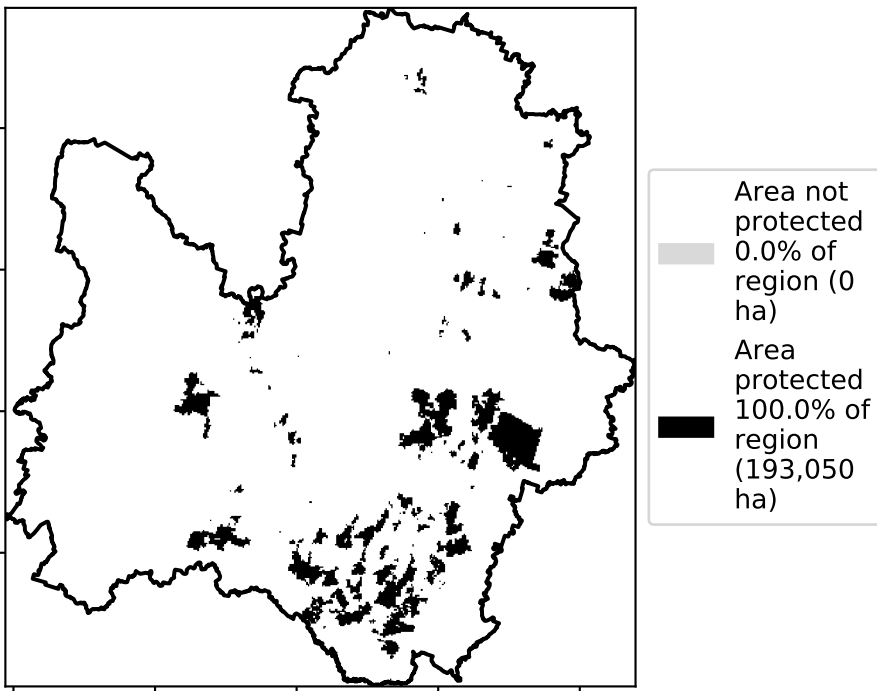 Area not
protected
0.0% of
region (0
ha)
Area
protected
100.0% of
region
(193,050
ha)